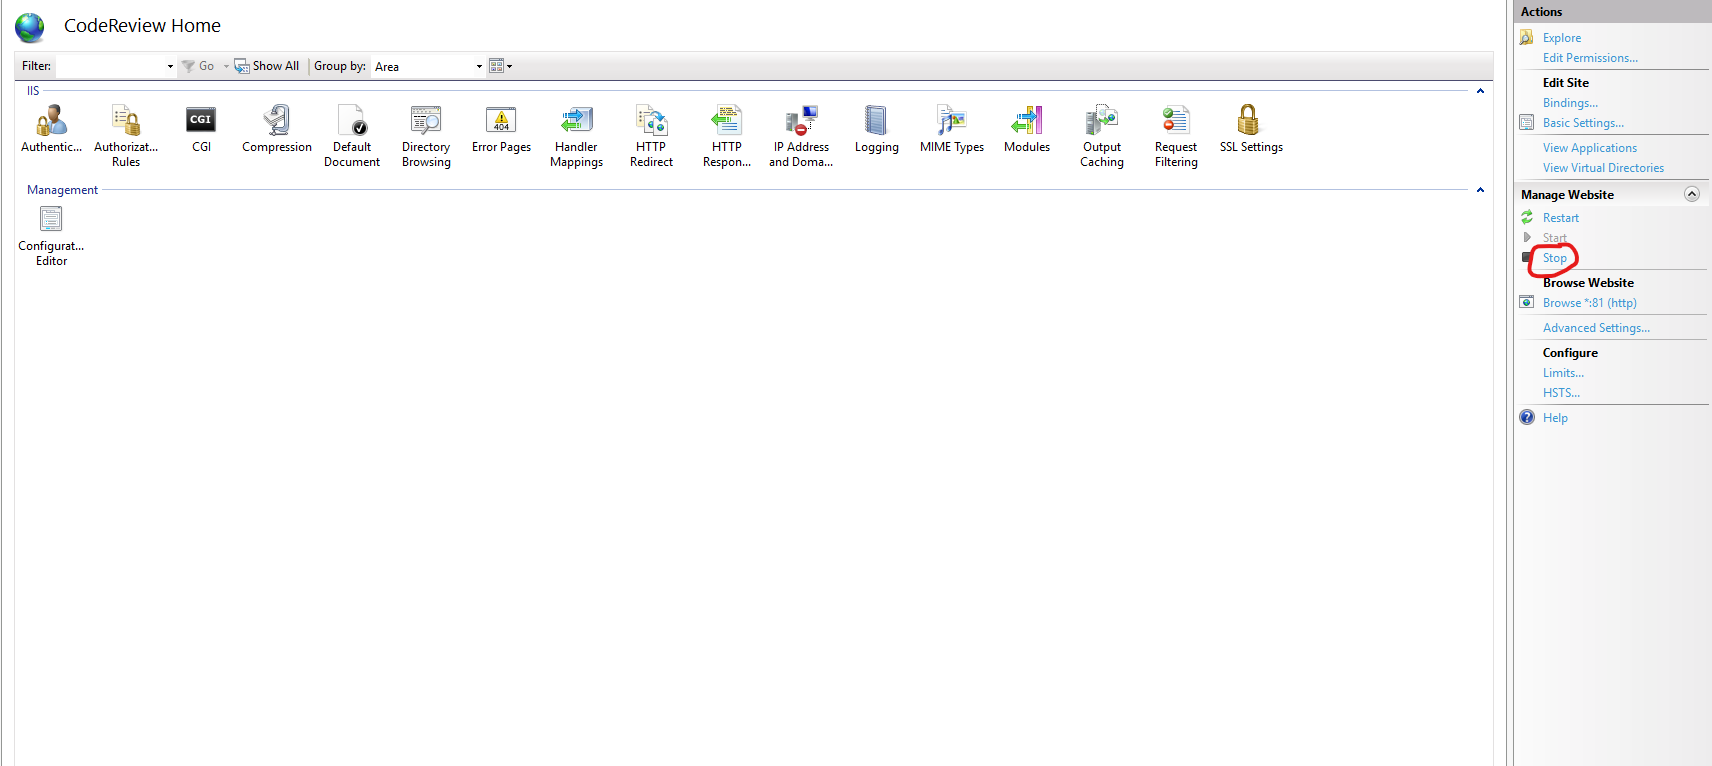 CodeReview Home
Filter: Go Show All Group by: Area
IIS
Authentic... Authorizat... Rules CGI Compression Default Document Directory Browsing Error Pages Handler Mappings HTTP Redirect HTTP Respon... IP Address and Doma... Logging MIME Types Modules Output Caching Request Filtering SSL Settings
CGI
404
Management
Configurat...
Editor
Actions
Explore
Edit Permissions...
Edit Site
Bindings...
Basic Settings...
View Applications
View Virtual Directories
Manage Website
Restart
Start
Stop
Browse Website
Browse *:81 (http)
Advanced Settings...
Configure
Limits...
HSTS...
Help